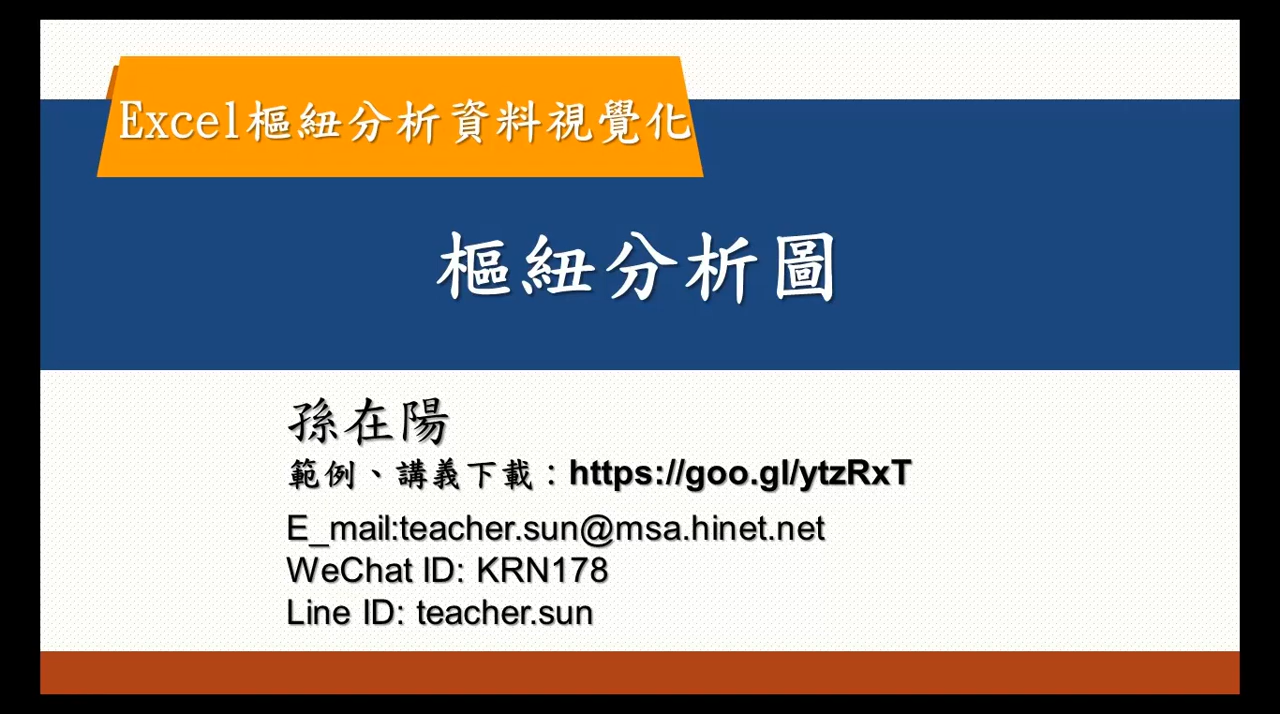 Excel樞紐分析資料視覺化
樞紐分析圖
孫在陽
範例、講義下載：https://goo.gl/ytzRxT
E_mail:teacher.sun@msa.hinet.net
WeChat ID: KRN178
Line ID: teacher.sun